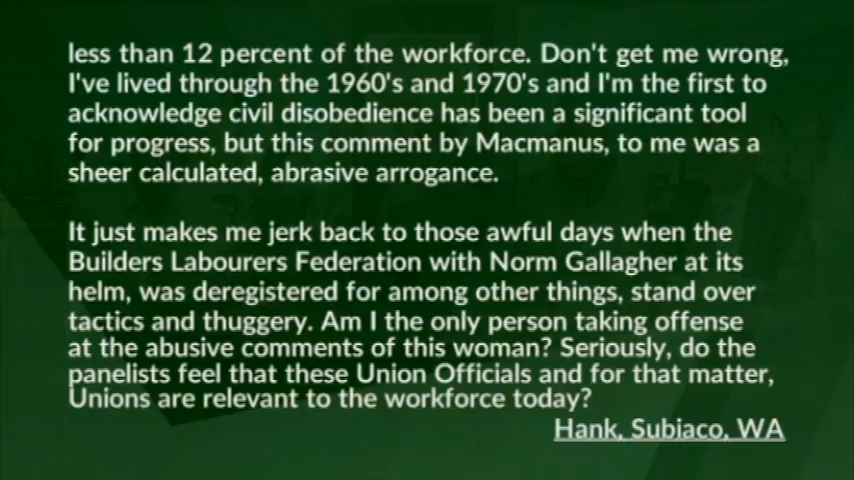 less than 12 percent of the workforce. Don't get me wrong,
I've lived through the 1960's and 1970's and I'm the first to
acknowledge civil disobedience has been a significant tool
for progress, but this comment by Macmanus, to me was a
sheer calculated, abrasive arrogance.
It just makes me jerk back to those awful days when the
Builders Labourers Federation with Norm Gallagher at its
helm, was deregistered for among other things, stand over
tactics and thuggery. Am I the only person taking offense
at the abusive comments of this woman? Seriously, do the
panelists feel that these Union Officials and for that matter,
Unions are relevant to the workforce today?
Hank, Subiaco, WA